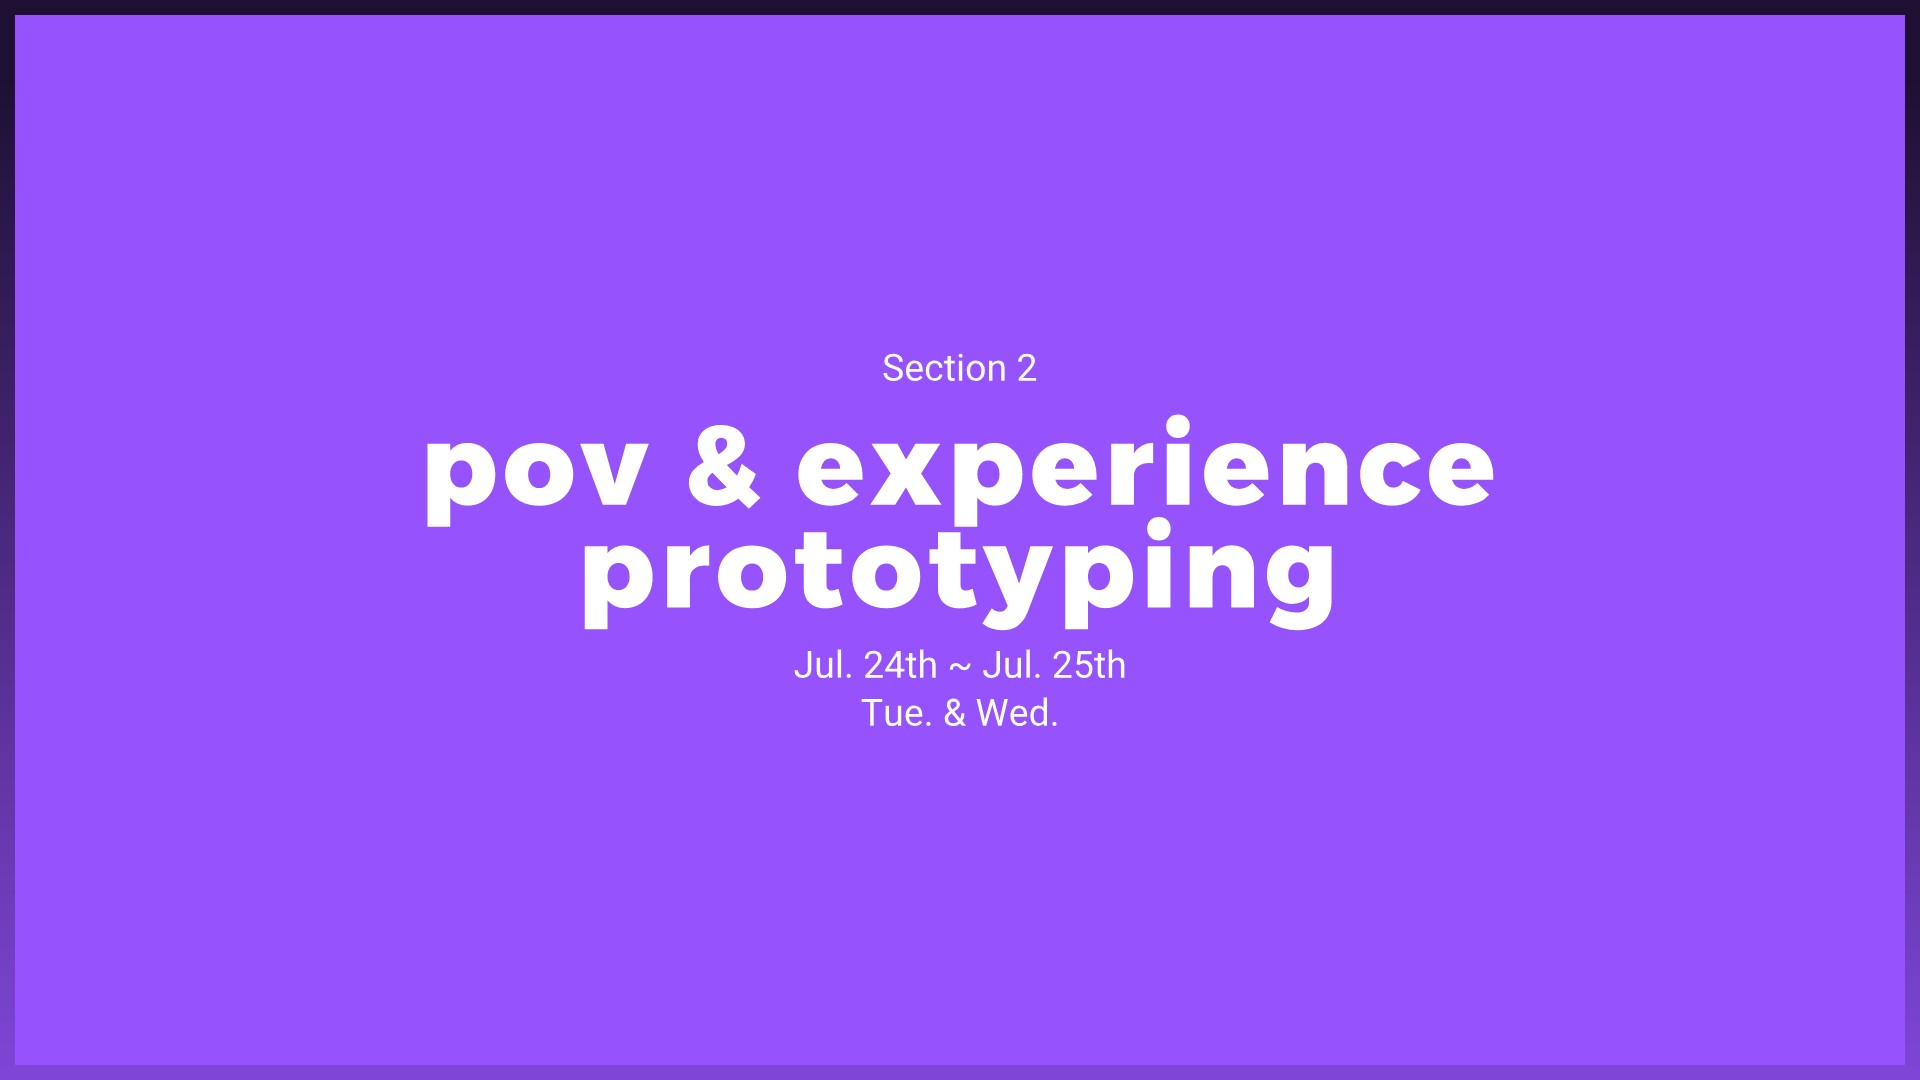 Section 2
pov & experience
prototyping
Jul. 24th ~ Jul. 25th
Tue. & Wed.